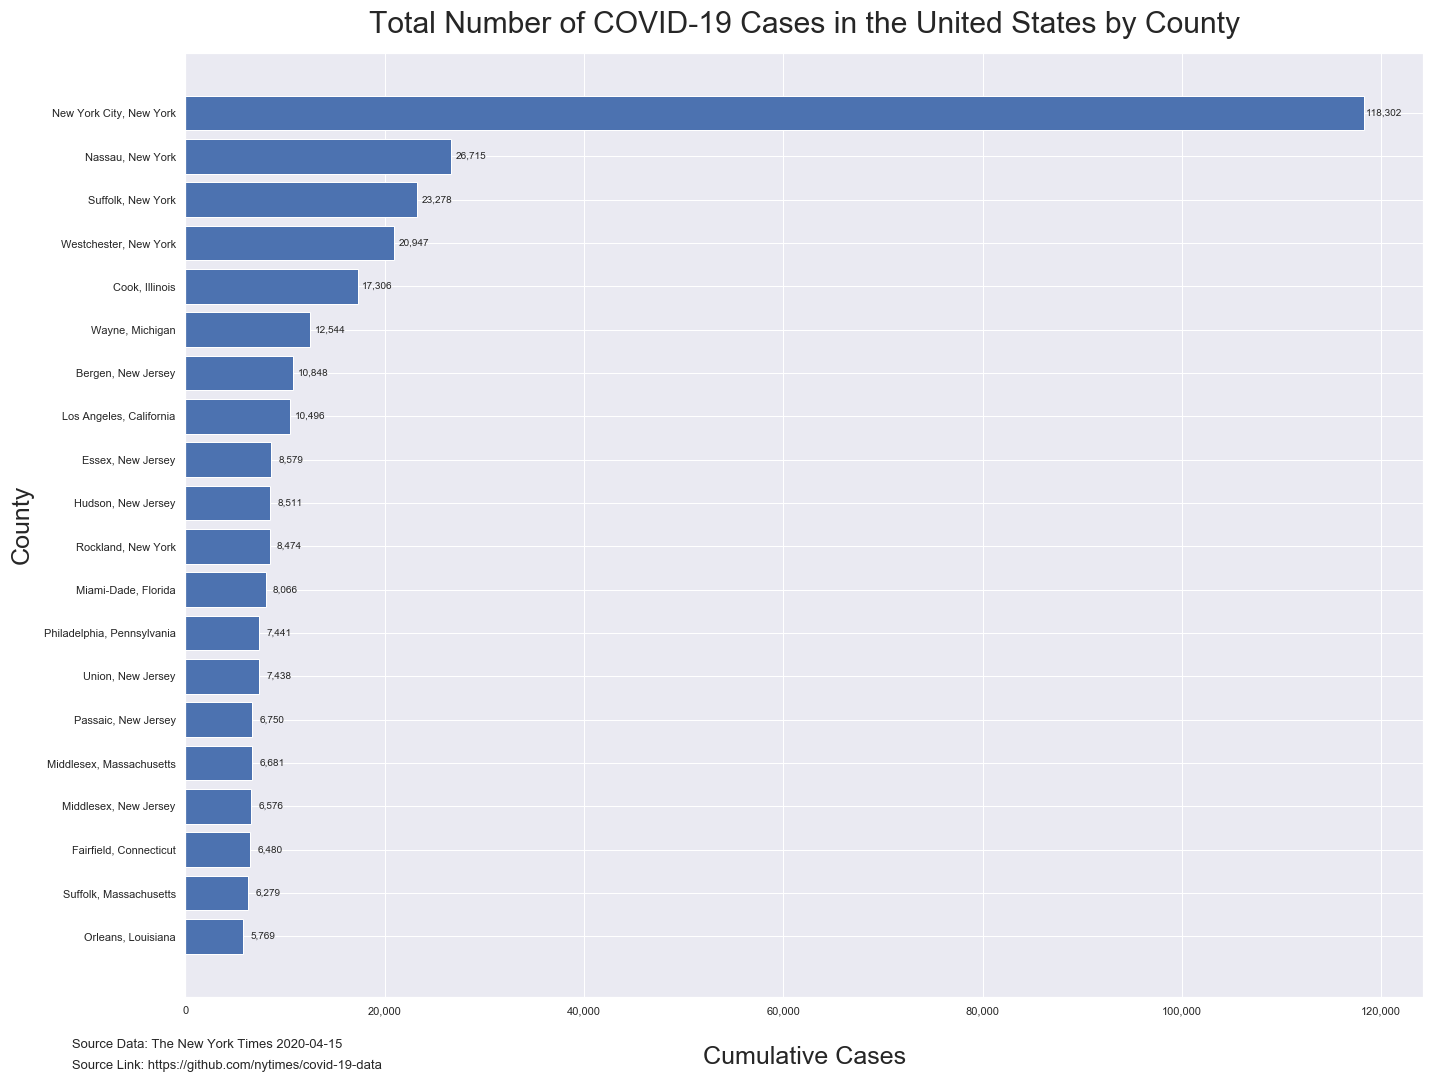 Total Number of COVID-19 Cases in the United States by County
County
New York City, New York 118,302
Nassau, New York 26,715
Suffolk, New York 23,278
Westchester, New York 20,947
Cook, Illinois 17,306
Wayne, Michigan 12,544
Bergen, New Jersey 10,848
Los Angeles, California 10,496
Essex, New Jersey 8,579
Hudson, New Jersey 8,511
Rockland, New York 8,474
Miami-Dade, Florida 8,066
Philadelphia, Pennsylvania 7,441
Union, New Jersey 7,438
Passaic, New Jersey 6,750
Middlesex, Massachusetts 6,681
Middlesex, New Jersey 6,576
Fairfield, Connecticut 6,480
Suffolk, Massachusetts 6,279
Orleans, Louisiana 5,769
0 20,000 40,000 60,000 80,000 100,000 120,000
Cumulative Cases
Source Data: The New York Times 2020-04-15
Source Link: https://github.com/nytimes/covid-19-data